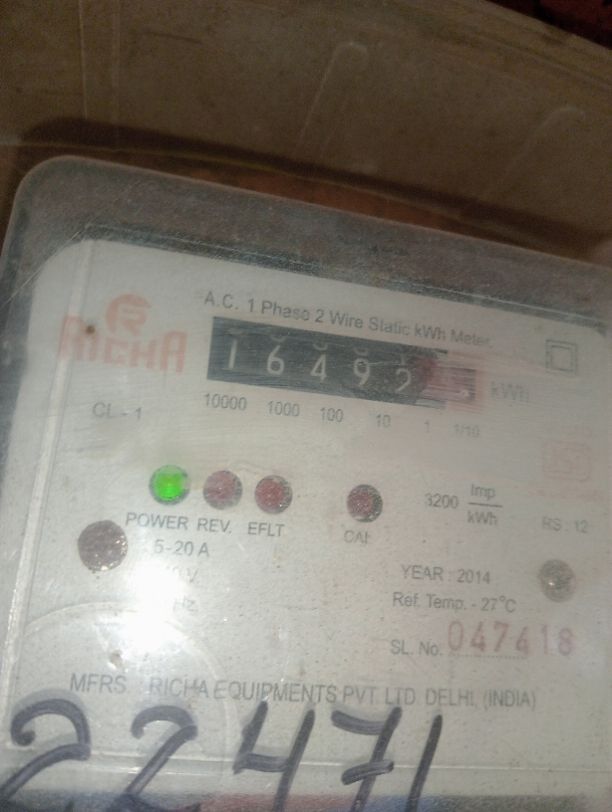 A.C. 1 Phase 2 Wire Static kWh Meter
RICHA
16492
kWh
CL - 1
10000 1000 100 10 1 1/10
3200 Imp/kWh
POWER REV. EFLT CAL
RS : 12
5-20 A
V.
Hz.
YEAR : 2014
Ref. Temp. - 27°C
SL. No. 047418
MFRS. RICHA EQUIPMENTS PVT. LTD. DELHI, (INDIA)
22471